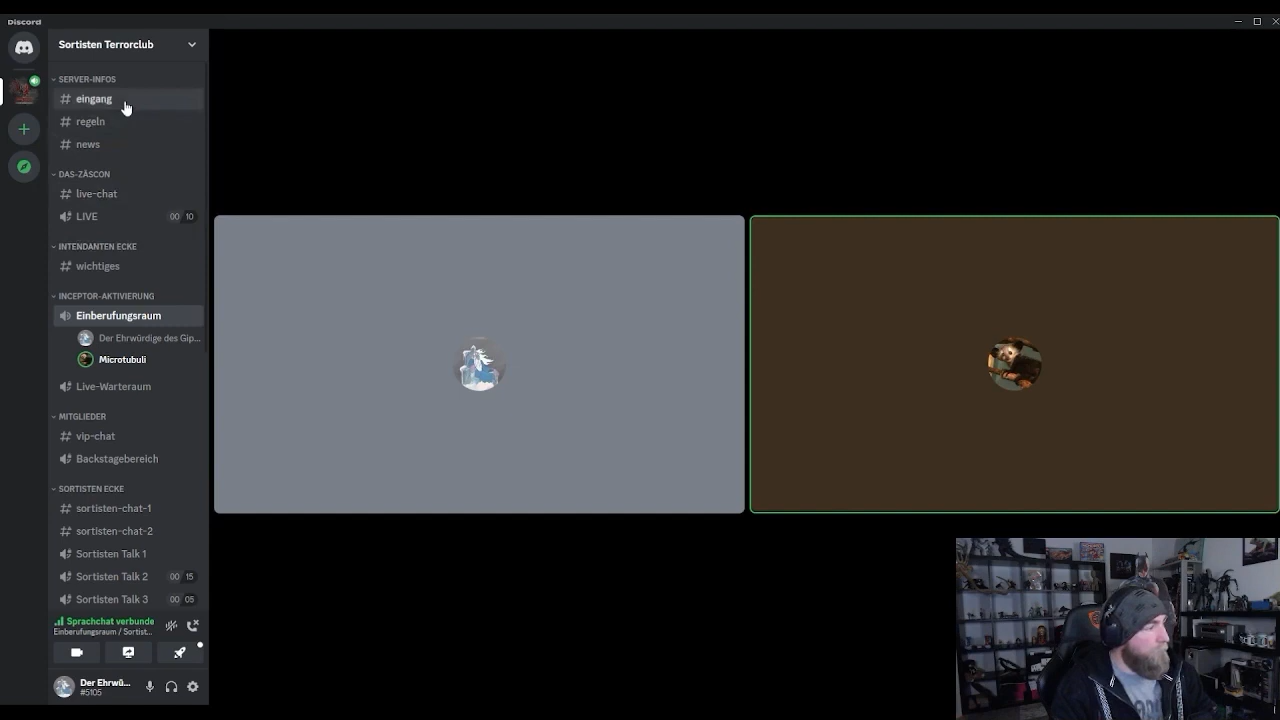 Discord
Sortisten Terrorclub
SERVER-INFOS
eingang
regeln
news
DAS-ZÄSCON
live-chat
LIVE 00 10
INTENDANTEN ECKE
wichtiges
INCEPTOR-AKTIVIERUNG
Einberufungsraum
Der Ehrwürdige des Gip...
Microtubuli
Live-Warteraum
MITGLIEDER
vip-chat
Backstagebereich
SORTISTEN ECKE
sortisten-chat-1
sortisten-chat-2
Sortisten Talk 1
Sortisten Talk 2 00 15
Sortisten Talk 3 00 05
Sprachchat verbunde
Einberufungsraum / Sortist...
Der Ehrwü...
#5105